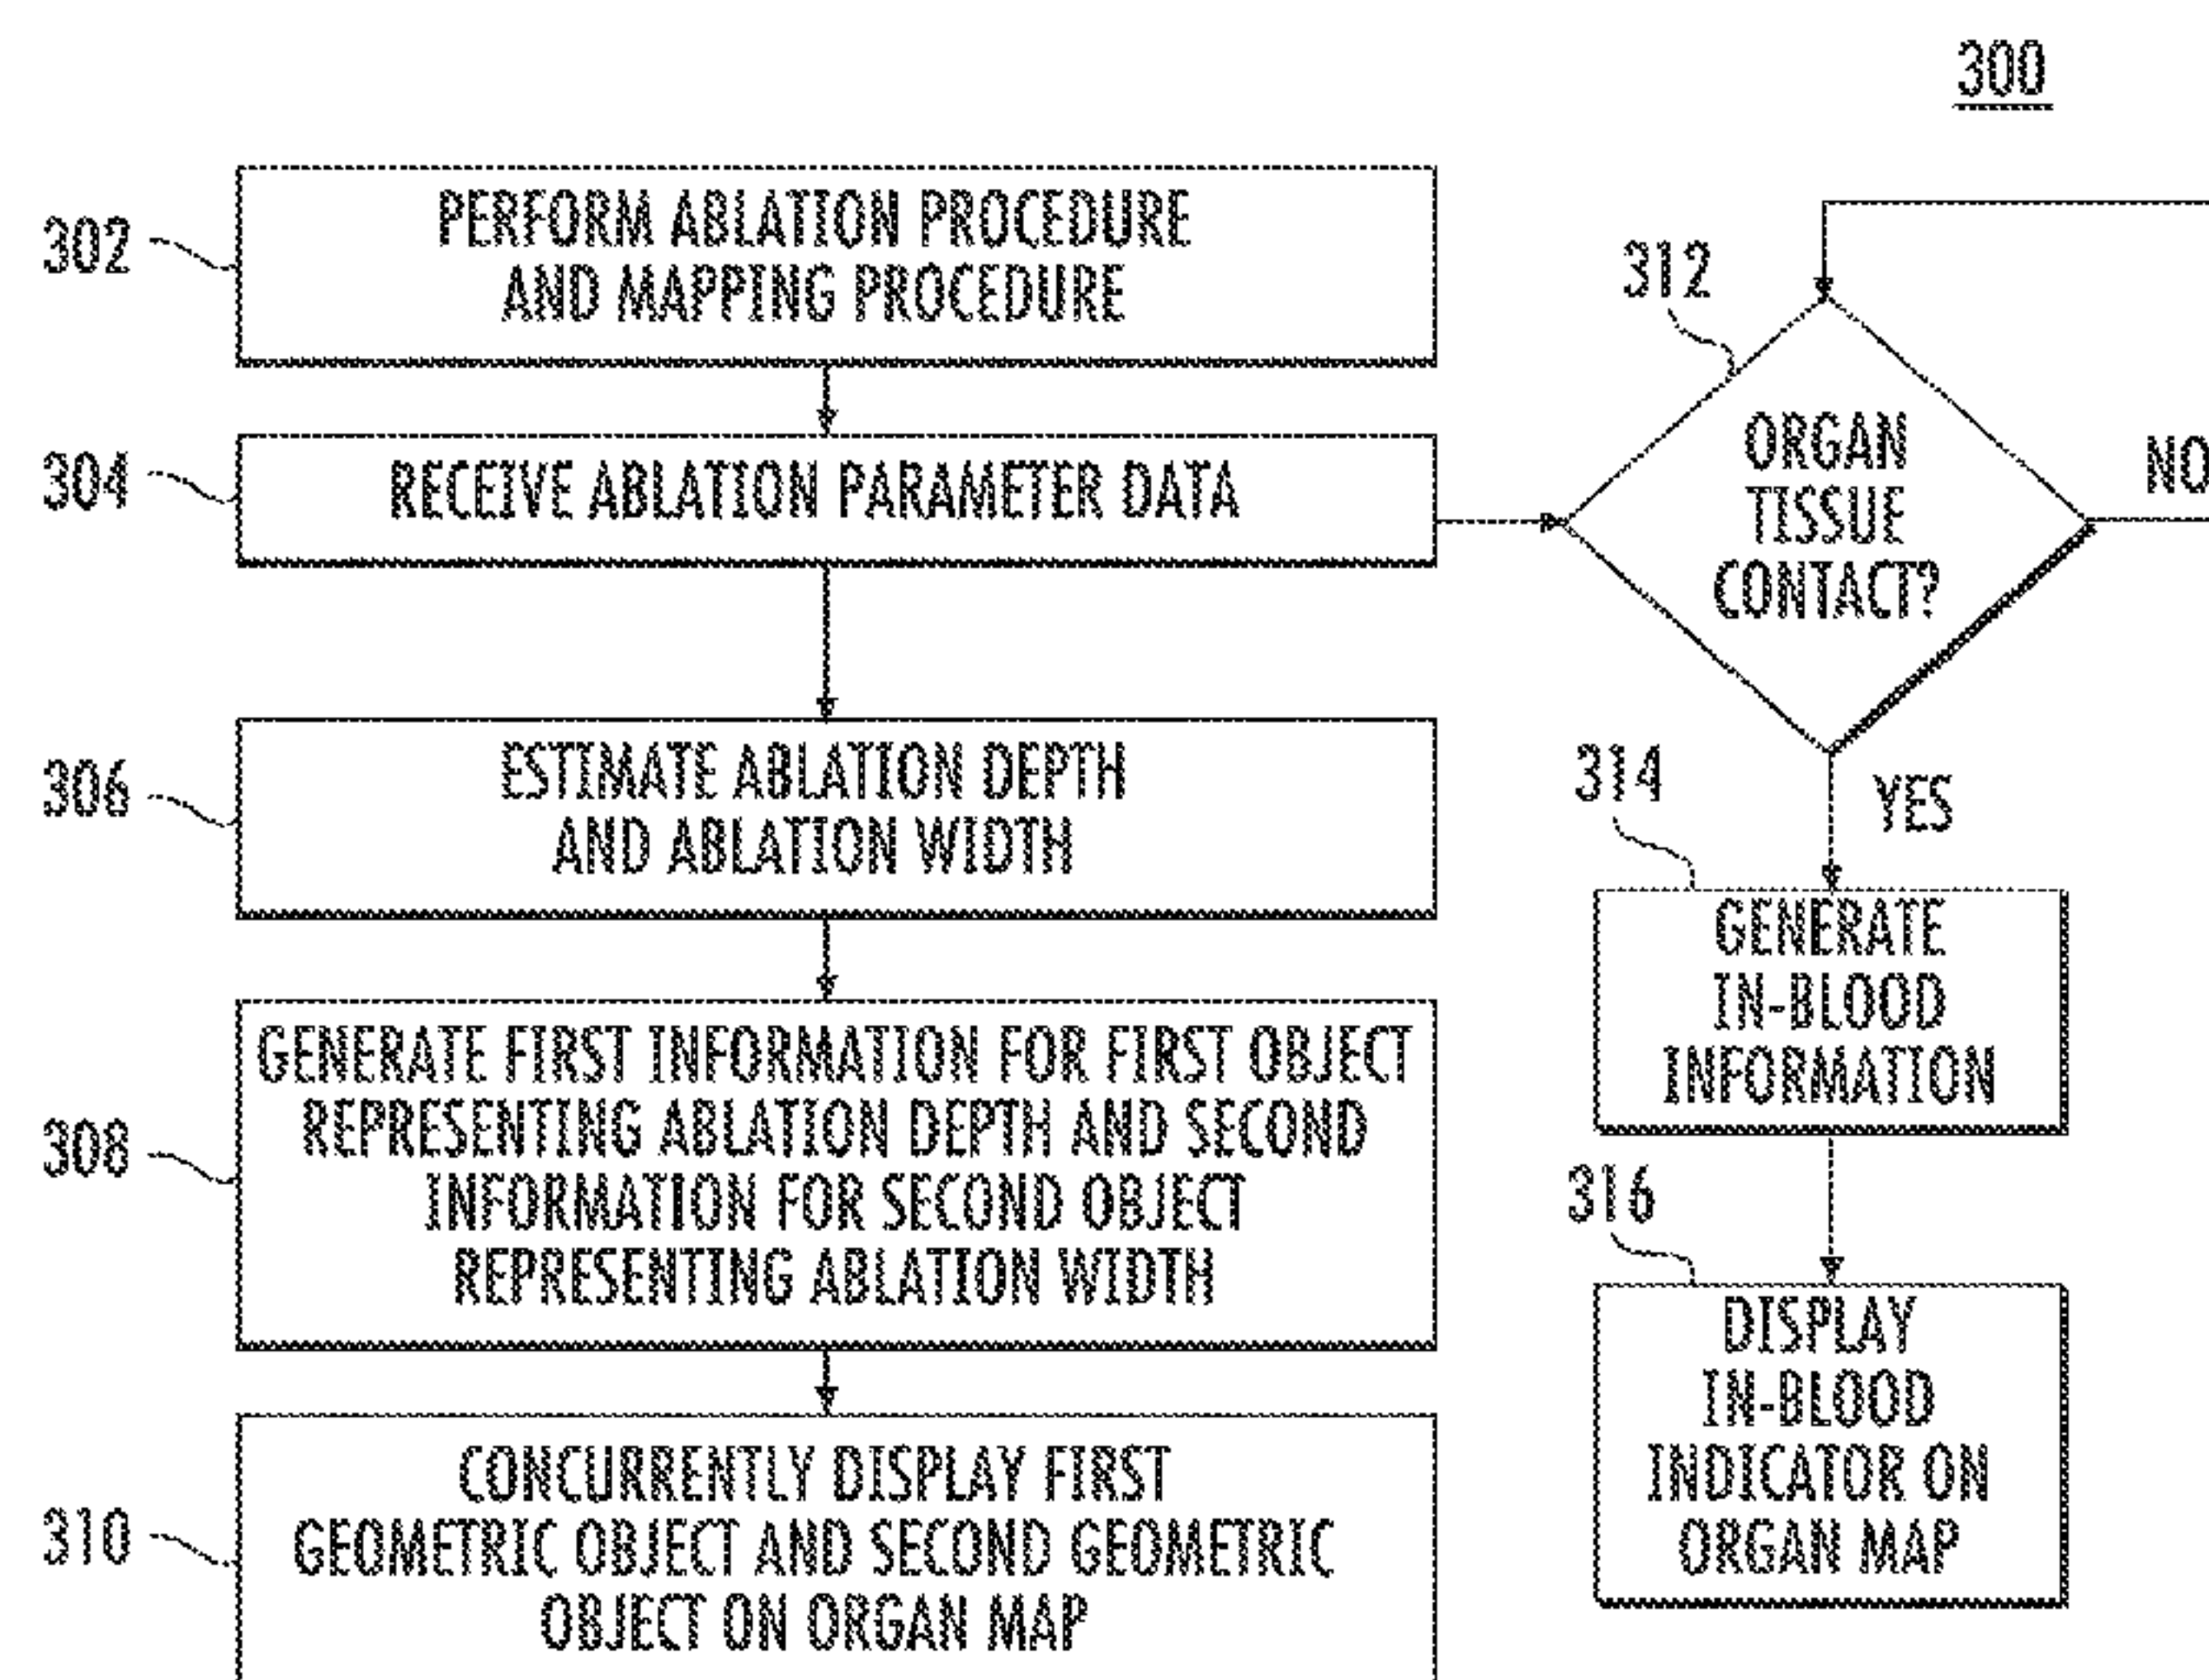 300
302
PERFORM ABLATION PROCEDURE
AND MAPPING PROCEDURE
304
RECEIVE ABLATION PARAMETER DATA
306
ESTIMATE ABLATION DEPTH
AND ABLATION WIDTH
308
GENERATE FIRST INFORMATION FOR FIRST OBJECT
REPRESENTING ABLATION DEPTH AND SECOND
INFORMATION FOR SECOND OBJECT
REPRESENTING ABLATION WIDTH
310
CONCURRENTLY DISPLAY FIRST
GEOMETRIC OBJECT AND SECOND GEOMETRIC
OBJECT ON ORGAN MAP
312
ORGAN
TISSUE
CONTACT?
NO
YES
314
GENERATE
IN-BLOOD
INFORMATION
316
DISPLAY
IN-BLOOD
INDICATOR ON
ORGAN MAP